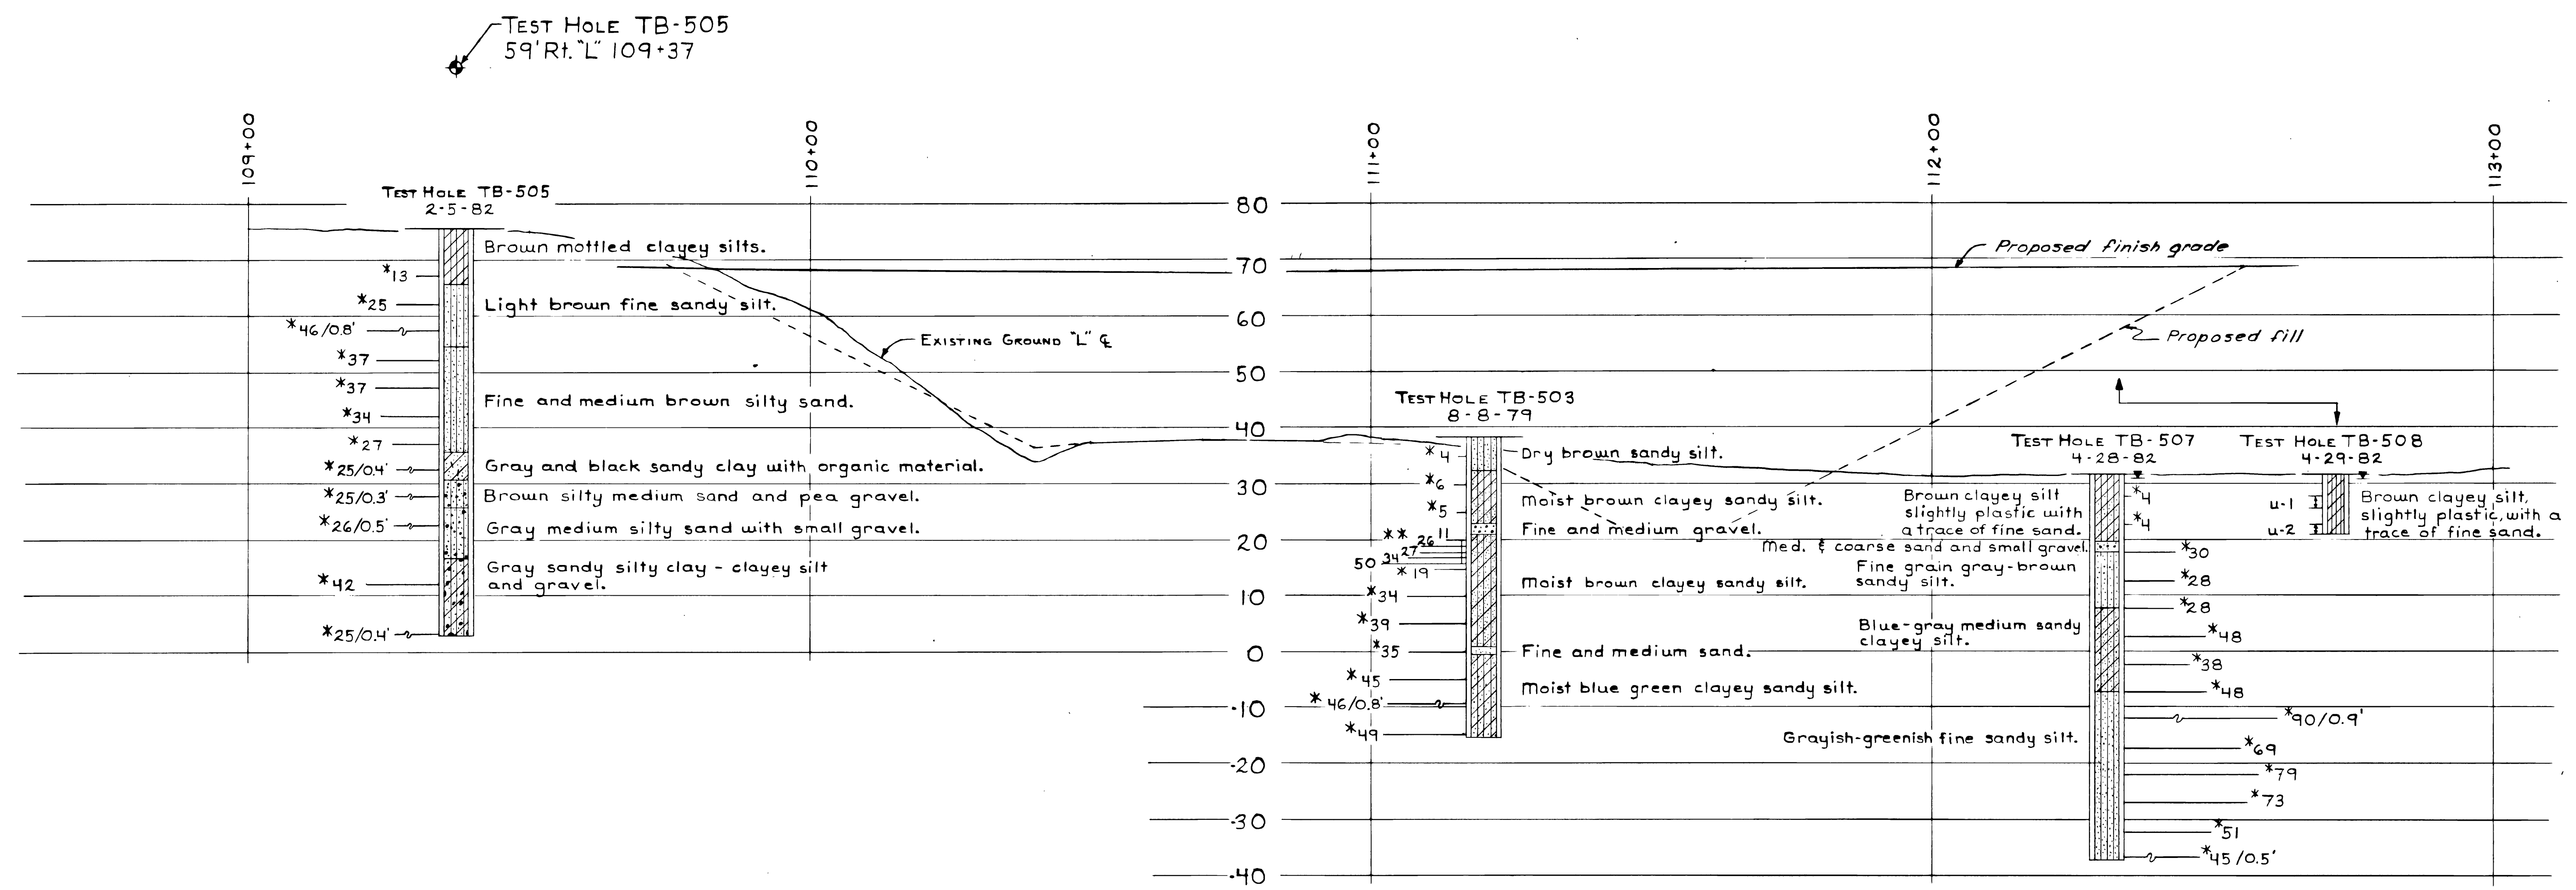 TEST HOLE TB-505
59' Rt. "L" 109+37
109+00
110+00
111+00
112+00
113+00
TEST HOLE TB-505
2-5-82
Brown mottled clayey silts.
Light brown fine sandy silt.
Fine and medium brown silty sand.
Gray and black sandy clay with organic material.
Brown silty medium sand and pea gravel.
Gray medium silty sand with small gravel.
Gray sandy silty clay - clayey silt
and gravel.
*13
*25
*46/0.8'
*37
*37
*34
*27
*25/0.4'
*25/0.3'
*26/0.5'
*42
*25/0.4'
EXISTING GROUND "L" ℄
80
70
60
50
40
30
20
10
0
-10
-20
-30
-40
Proposed finish grade
Proposed fill
TEST HOLE TB-503
8-8-79
Dry brown sandy silt.
Moist brown clayey sandy silt.
Fine and medium gravel.
Moist brown clayey sandy silt.
Fine and medium sand.
Moist blue green clayey sandy silt.
*4
*6
*5
** 26 11
27
34
50
*19
*34
*39
*35
*45
*46/0.8'
*49
TEST HOLE TB-507
4-28-82
Brown clayey silt
slightly plastic with
a trace of fine sand.
Med. & coarse sand and small gravel.
Fine grain gray-brown
sandy silt.
Blue-gray medium sandy
clayey silt.
Grayish-greenish fine sandy silt.
*4
*4
*30
*28
*28
*48
*38
*48
*90/0.9'
*69
*79
*73
*51
*45/0.5'
TEST HOLE TB-508
4-29-82
u-1
u-2
Brown clayey silt,
slightly plastic, with a
trace of fine sand.